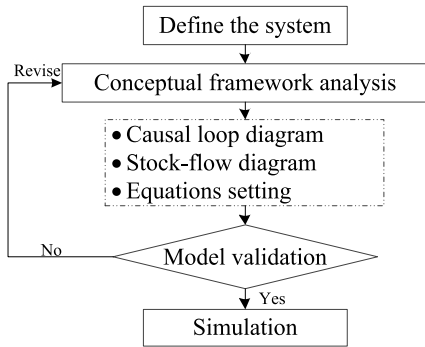 Define the system
Revise
Conceptual framework analysis
• Causal loop diagram
• Stock-flow diagram
• Equations setting
Model validation
No
Yes
Simulation